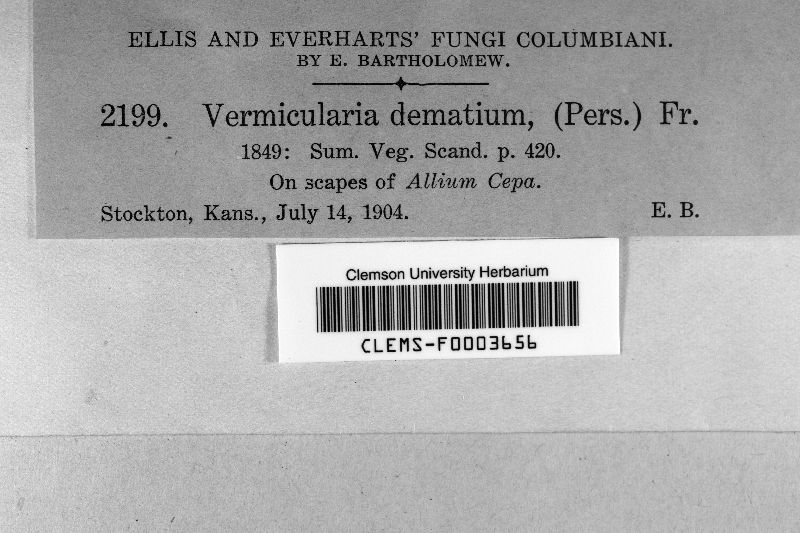 ELLIS AND EVERHARTS' FUNGI COLUMBIANI.
BY E. BARTHOLOMEW.
2199. Vermicularia dematium, (Pers.) Fr.
1849: Sum. Veg. Scand. p. 420.
On scapes of Allium Cepa.
Stockton, Kans., July 14, 1904. E. B.
Clemson University Herbarium
CLEMS-F0003656